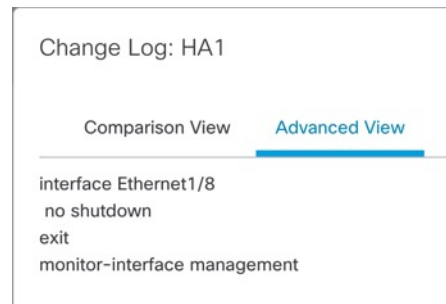 Change Log: HA1
Comparison View Advanced View
interface Ethernet1/8
 no shutdown
exit
monitor-interface management